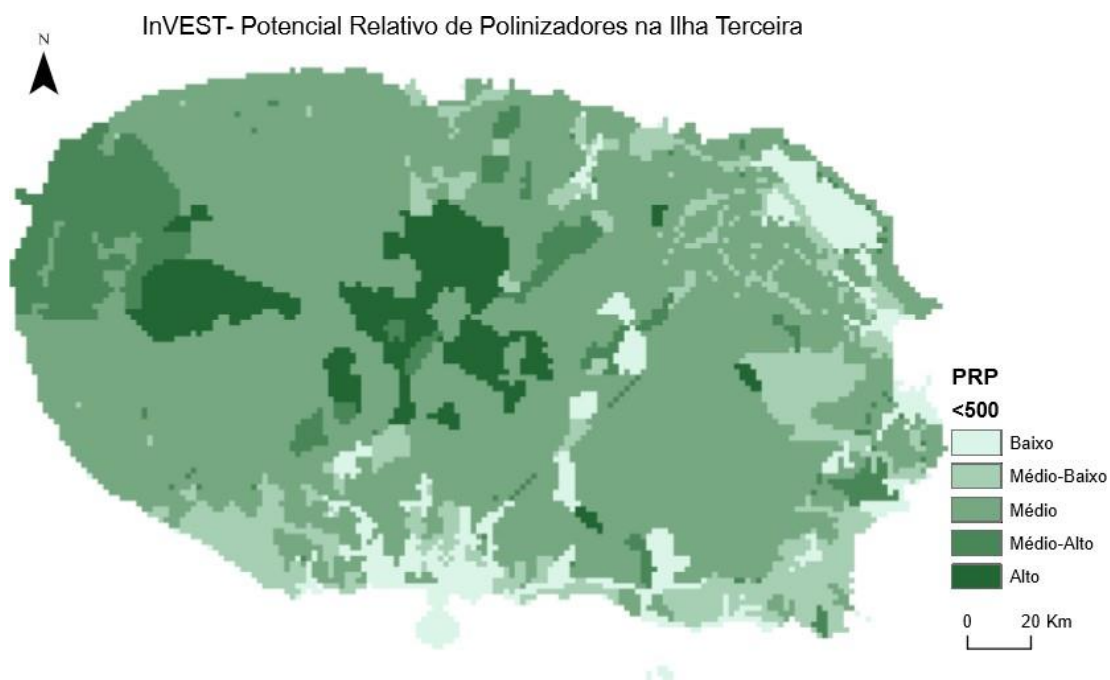 InVEST- Potencial Relativo de Polinizadores na Ilha Terceira
N
PRP
<500
Baixo
Médio-Baixo
Médio
Médio-Alto
Alto
0 20 Km